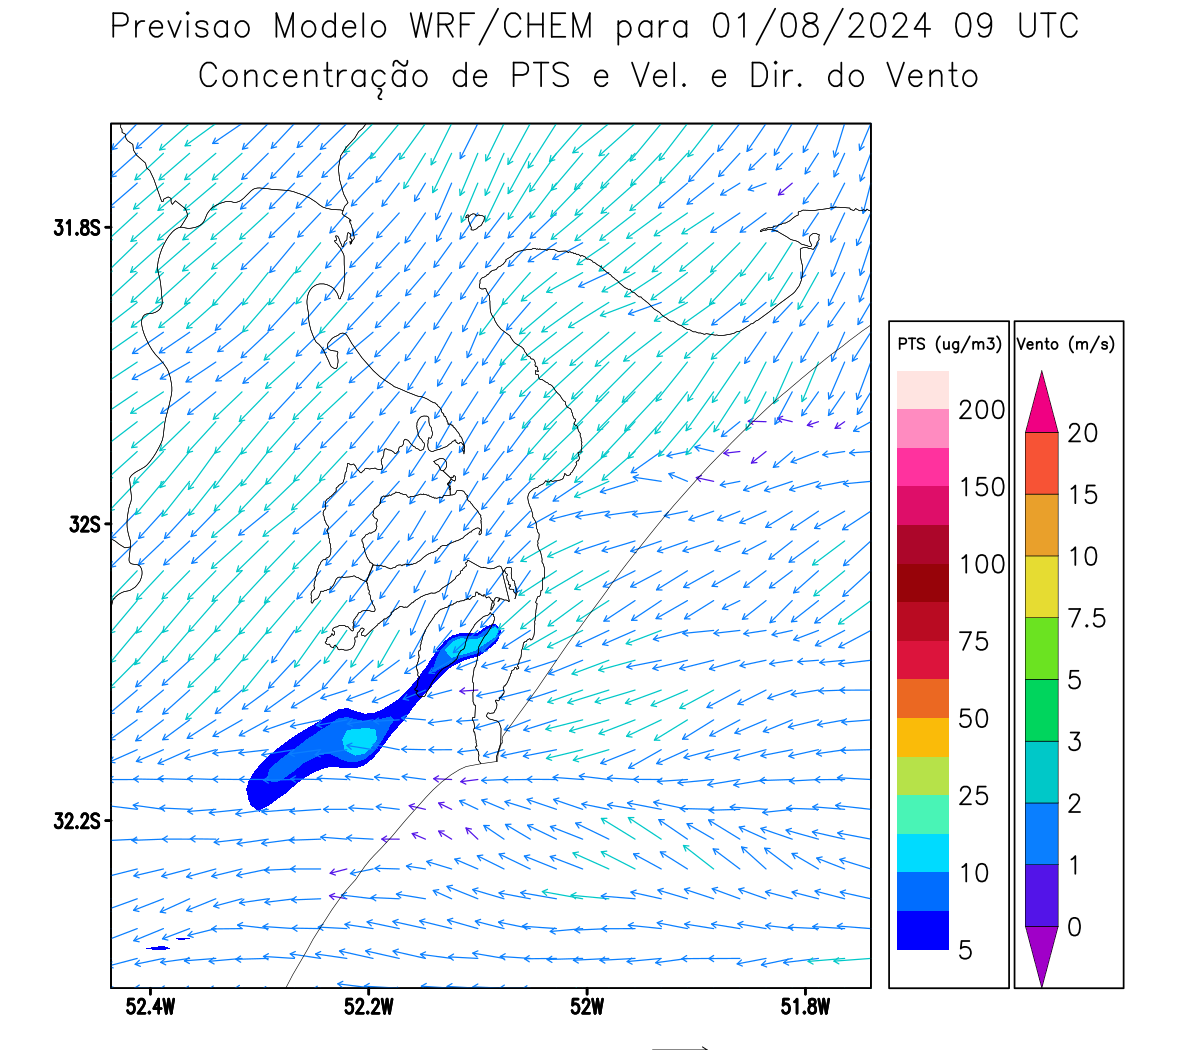 Previsao Modelo WRF/CHEM para 01/08/2024 09 UTC
Concentração de PTS e Vel. e Dir. do Vento
31.8S
32S
32.2S
52.4W
52.2W
52W
51.8W
PTS (ug/m3)
200
150
100
75
50
25
10
5
Vento (m/s)
20
15
10
7.5
5
3
2
1
0